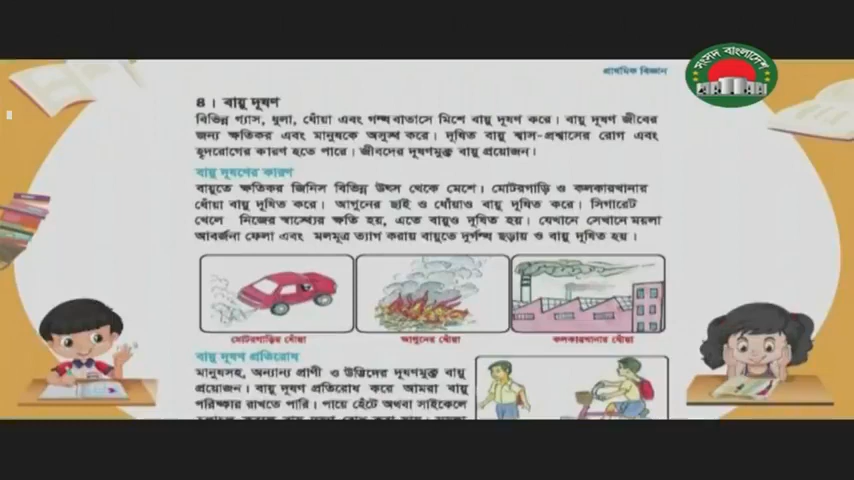 প্রাথমিক বিজ্ঞান
সংসদ বাংলাদেশ
৪। বায়ু দূষণ
বিভিন্ন গ্যাস, ধুলা, ধোঁয়া এবং গন্ধ বাতাসে মিশে বায়ু দূষণ করে। বায়ু দূষণ জীবের
জন্য ক্ষতিকর এবং মানুষকে অসুস্থ করে। দূষিত বায়ু শ্বাস-প্রশ্বাসের রোগ এবং
হৃদরোগের কারণ হতে পারে। জীবদের দূষণমুক্ত বায়ু প্রয়োজন।
বায়ু দূষণের কারণ
বায়ুতে ক্ষতিকর জিনিস বিভিন্ন উৎস থেকে মেশে। মোটরগাড়ি ও কলকারখানার
ধোঁয়া বায়ু দূষিত করে। আগুনের ছাই ও ধোঁয়াও বায়ু দূষিত করে। সিগারেট
খেলে নিজের স্বাস্থ্যের ক্ষতি হয়, এতে বায়ুও দূষিত হয়। যেখানে সেখানে ময়লা
আবর্জনা ফেলা এবং মলমূত্র ত্যাগ করায় বায়ুতে দুর্গন্ধ ছড়ায় ও বায়ু দূষিত হয়।
মোটরগাড়ির ধোঁয়া
আগুনের ধোঁয়া
কলকারখানার ধোঁয়া
বায়ু দূষণ প্রতিরোধ
মানুষসহ, অন্যান্য প্রাণী ও উদ্ভিদের দূষণমুক্ত বায়ু
প্রয়োজন। বায়ু দূষণ প্রতিরোধ করে আমরা বায়ু
পরিষ্কার রাখতে পারি। পায়ে হেঁটে অথবা সাইকেলে